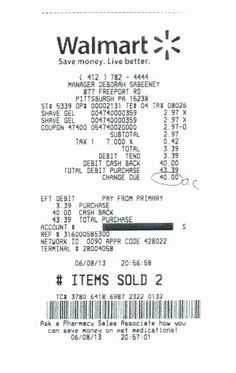 Walmart
Save money. Live better.
( 412 ) 782 - 4444
MANAGER DEBORAH SABEENEY
877 FREEPORT RD
PITTSBURGH PA 15238
ST# 5339 OP# 00002131 TE# 04 TR# 08026
SHAVE GEL 004740000359 2.97 X
SHAVE GEL 004740000359 2.97 X
COUPON 47400 054740020000 2.97-O
SUBTOTAL 2.97
TAX 1 7.000 % 0.42
TOTAL 3.39
DEBIT TEND 3.39
DEBIT CASH BACK 40.00
TOTAL DEBIT PURCHASE 43.39
CHANGE DUE 40.00
EFT DEBIT PAY FROM PRIMARY
3.39 PURCHASE
40.00 CASH BACK
43.39 TOTAL PURCHASE
ACCOUNT # S
REF # 316000585300
NETWORK ID. 0090 APPR CODE 428022
TERMINAL # 28004058
06/08/13 20:56:58
# ITEMS SOLD 2
TC# 3780 6418 6987 2322 0132
Ask a Pharmacy Sales Associate how you
can save money on pet medications!
06/08/13 20:57:01